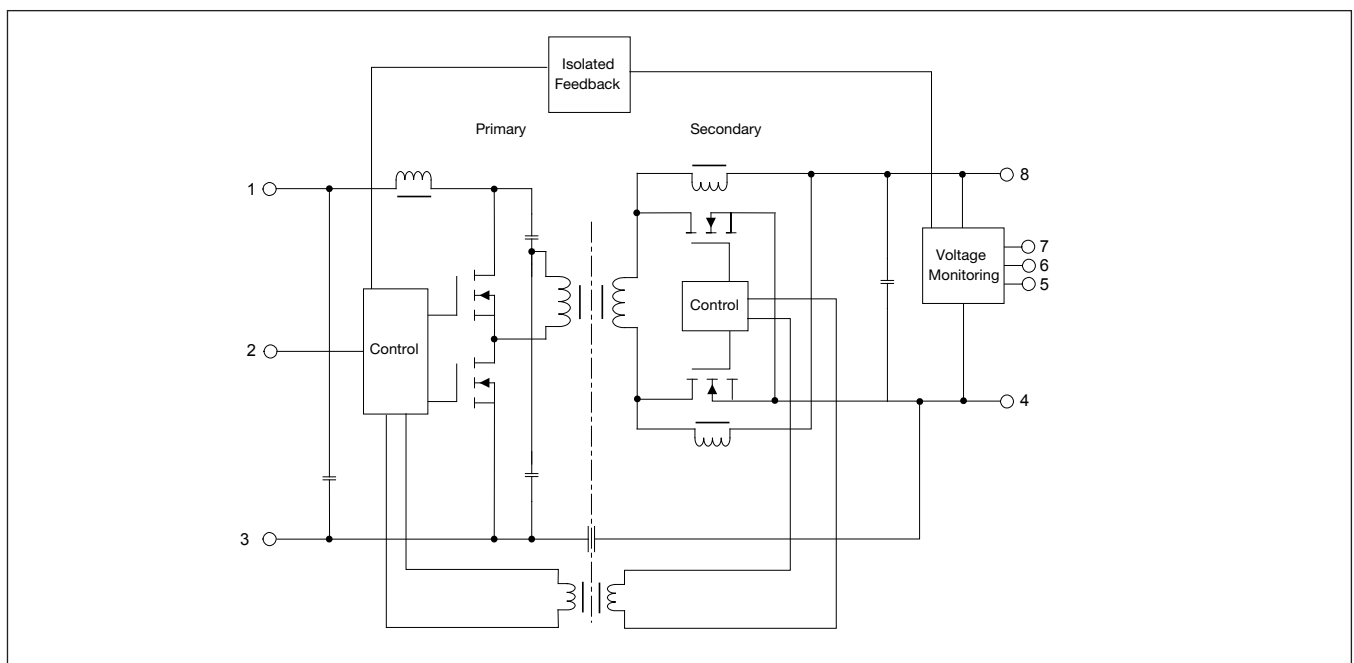 Isolated
Feedback
Primary
Secondary
1
8
7
Voltage
Monitoring
6
5
Control
2
Control
4
3